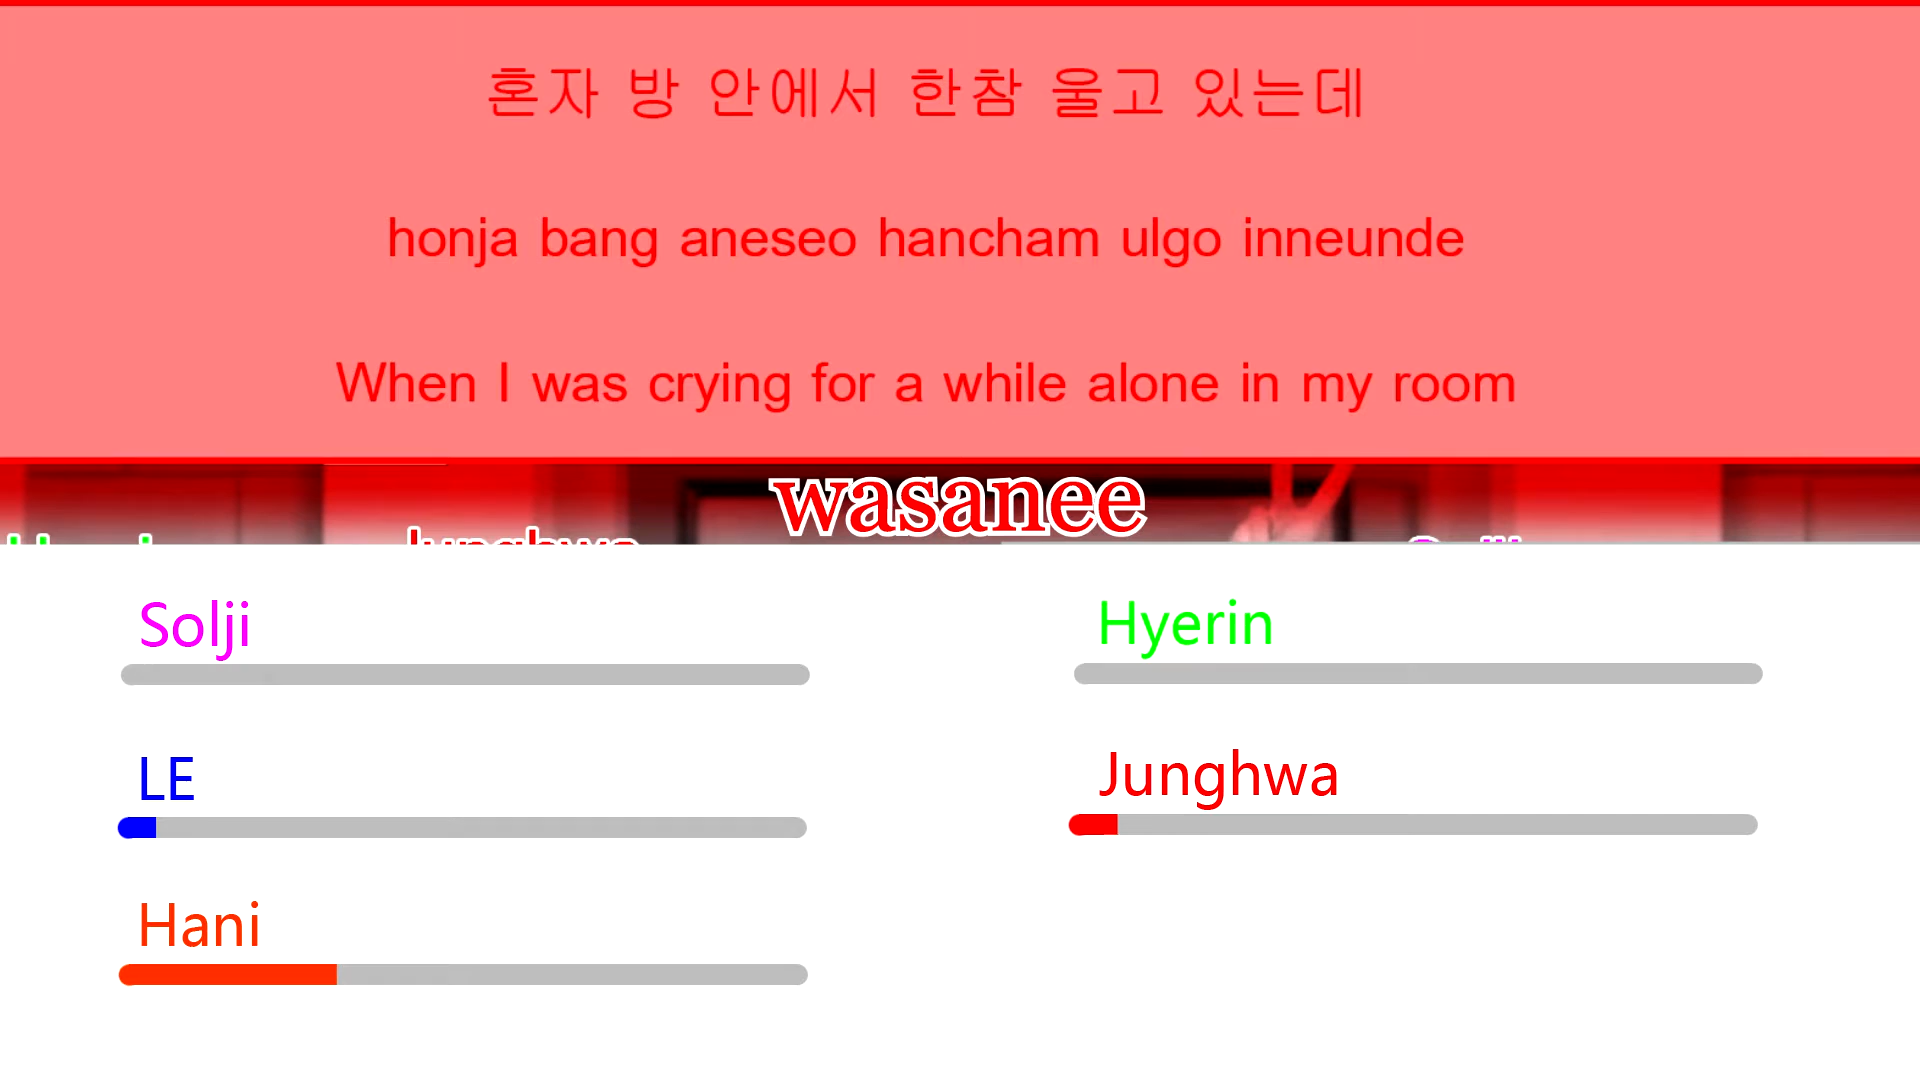 혼자 방 안에서 한참 울고 있는데
honja bang aneseo hancham ulgo inneunde
When I was crying for a while alone in my room
wasanee
Junghwa
Solji
Hyerin
LE
Junghwa
Hani